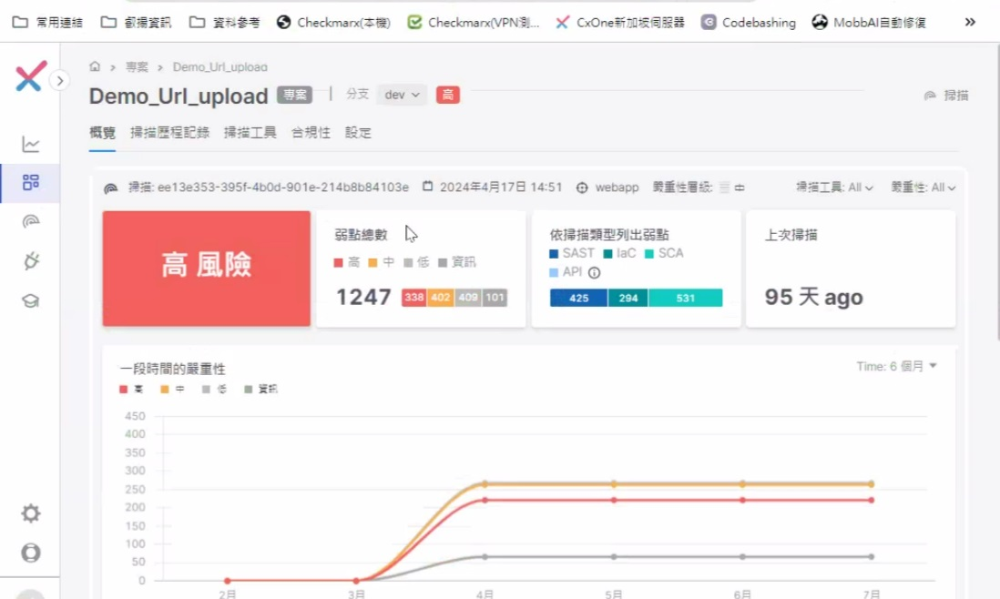 常用連結 叡揚資訊 資料參考 Checkmarx(本機) Checkmarx(VPN測... CxOne新加坡伺服器 Codebashing MobbAI自動修復 »
專案 > Demo_Url_upload
Demo_Url_upload 專案 | 分支 dev 高 掃描
概覽 掃描歷程記錄 掃描工具 合規性 設定
掃描: ee13e353-395f-4b0d-901e-214b8b84103e 2024年4月17日 14:51 webapp 嚴重性層級: 中 掃描工具: All 嚴重性: All
高 風險
弱點總數
高 中 低 資訊
1247 338 402 409 101
依掃描類型列出弱點
SAST IaC SCA
API
425 294 531
上次掃描
95 天 ago
一段時間的嚴重性 Time: 6 個月
高 中 低 資訊
450
400
350
300
250
200
150
100
50
0
2月 3月 4月 5月 6月 7月